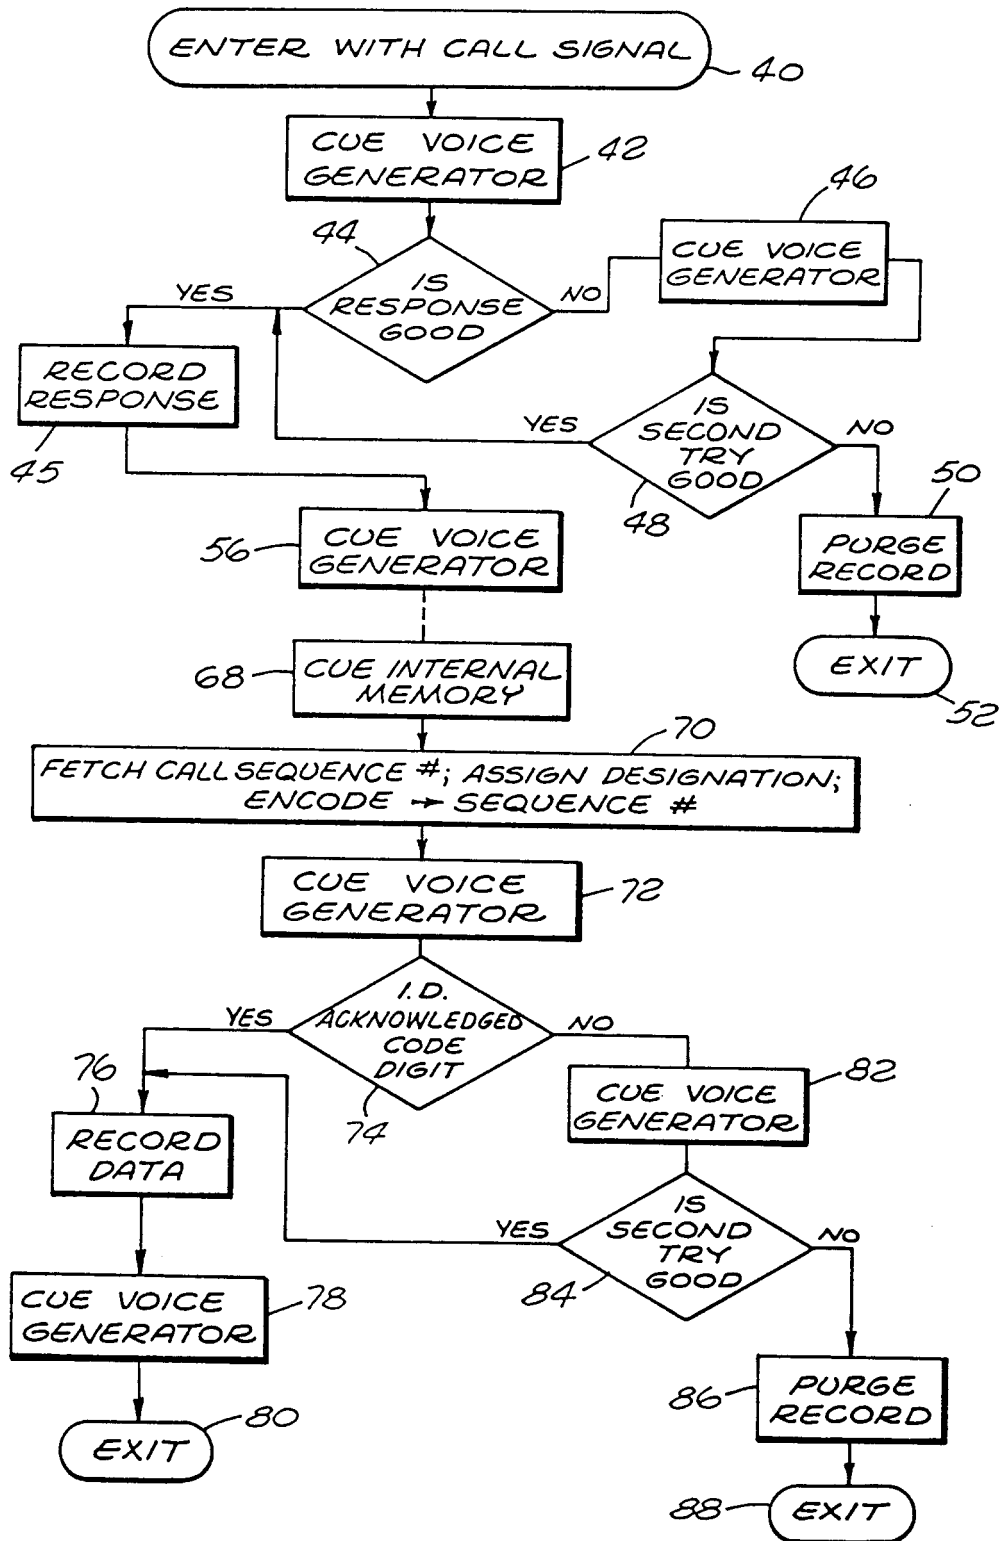 ENTER WITH CALL SIGNAL
40
CUE VOICE
GENERATOR
42
44
IS
RESPONSE
GOOD
YES
NO
46
CUE VOICE
GENERATOR
RECORD
RESPONSE
45
IS
SECOND
TRY
GOOD
YES
NO
48
50
PURGE
RECORD
EXIT
52
56
CUE VOICE
GENERATOR
68
CUE INTERNAL
MEMORY
70
FETCH CALL SEQUENCE #; ASSIGN DESIGNATION;
ENCODE → SEQUENCE #
CUE VOICE
GENERATOR
72
I.D.
ACKNOWLEDGED
CODE
DIGIT
YES
NO
74
76
RECORD
DATA
82
CUE VOICE
GENERATOR
IS
SECOND
TRY
GOOD
YES
NO
84
CUE VOICE
GENERATOR
78
EXIT
80
86
PURGE
RECORD
88
EXIT